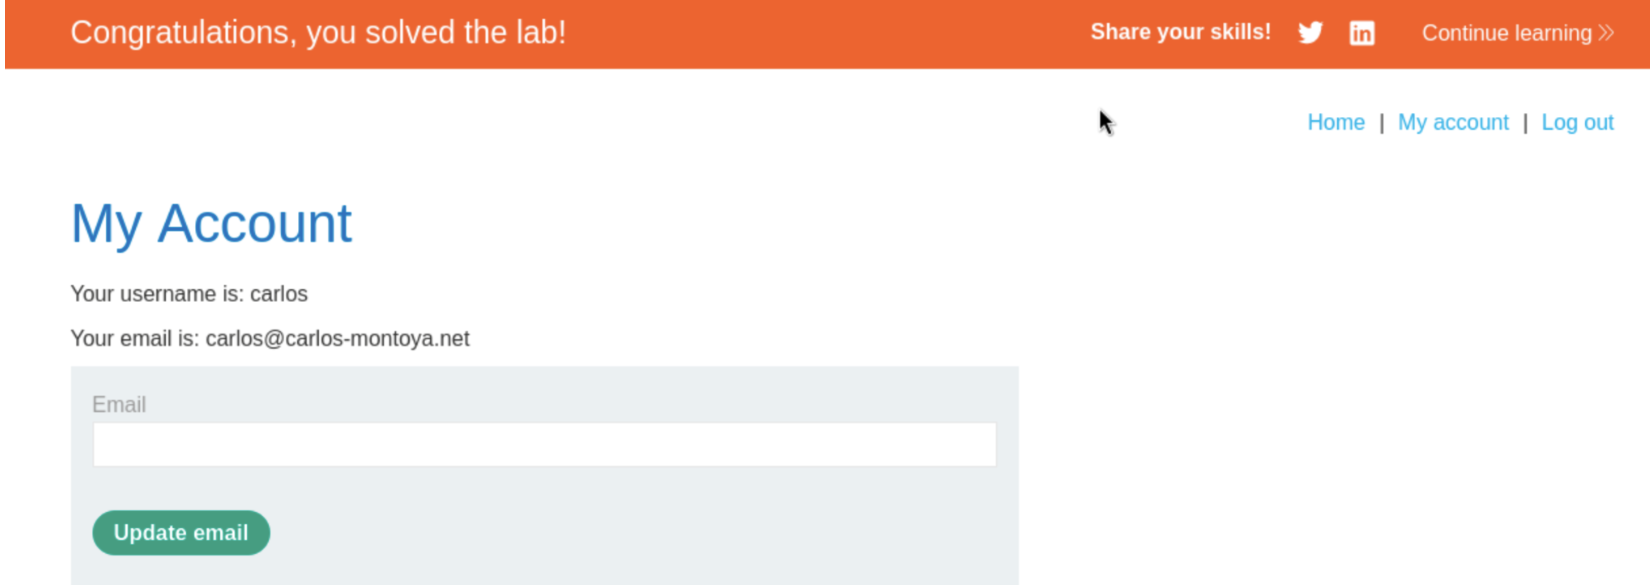 Congratulations, you solved the lab!
Share your skills!
Continue learning
Home | My account | Log out
My Account
Your username is: carlos
Your email is: carlos@carlos-montoya.net
Email
Update email